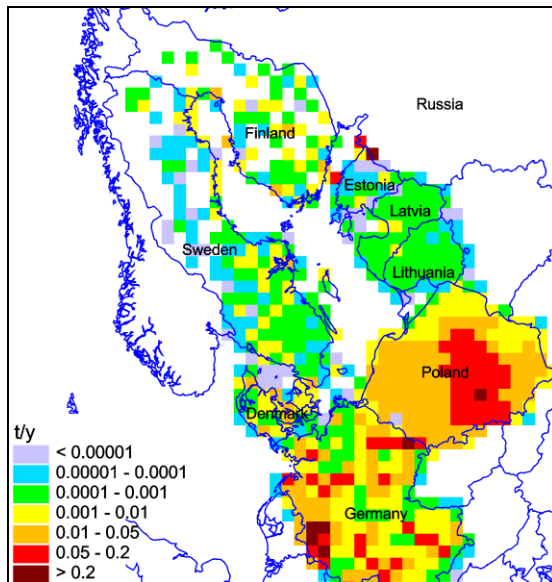 Russia
Finland
Estonia
Latvia
Sweden
Lithuania
Poland
Denmark
Germany
t/y
< 0.00001
0.00001 - 0.0001
0.0001 - 0.001
0.001 - 0.01
0.01 - 0.05
0.05 - 0.2
> 0.2